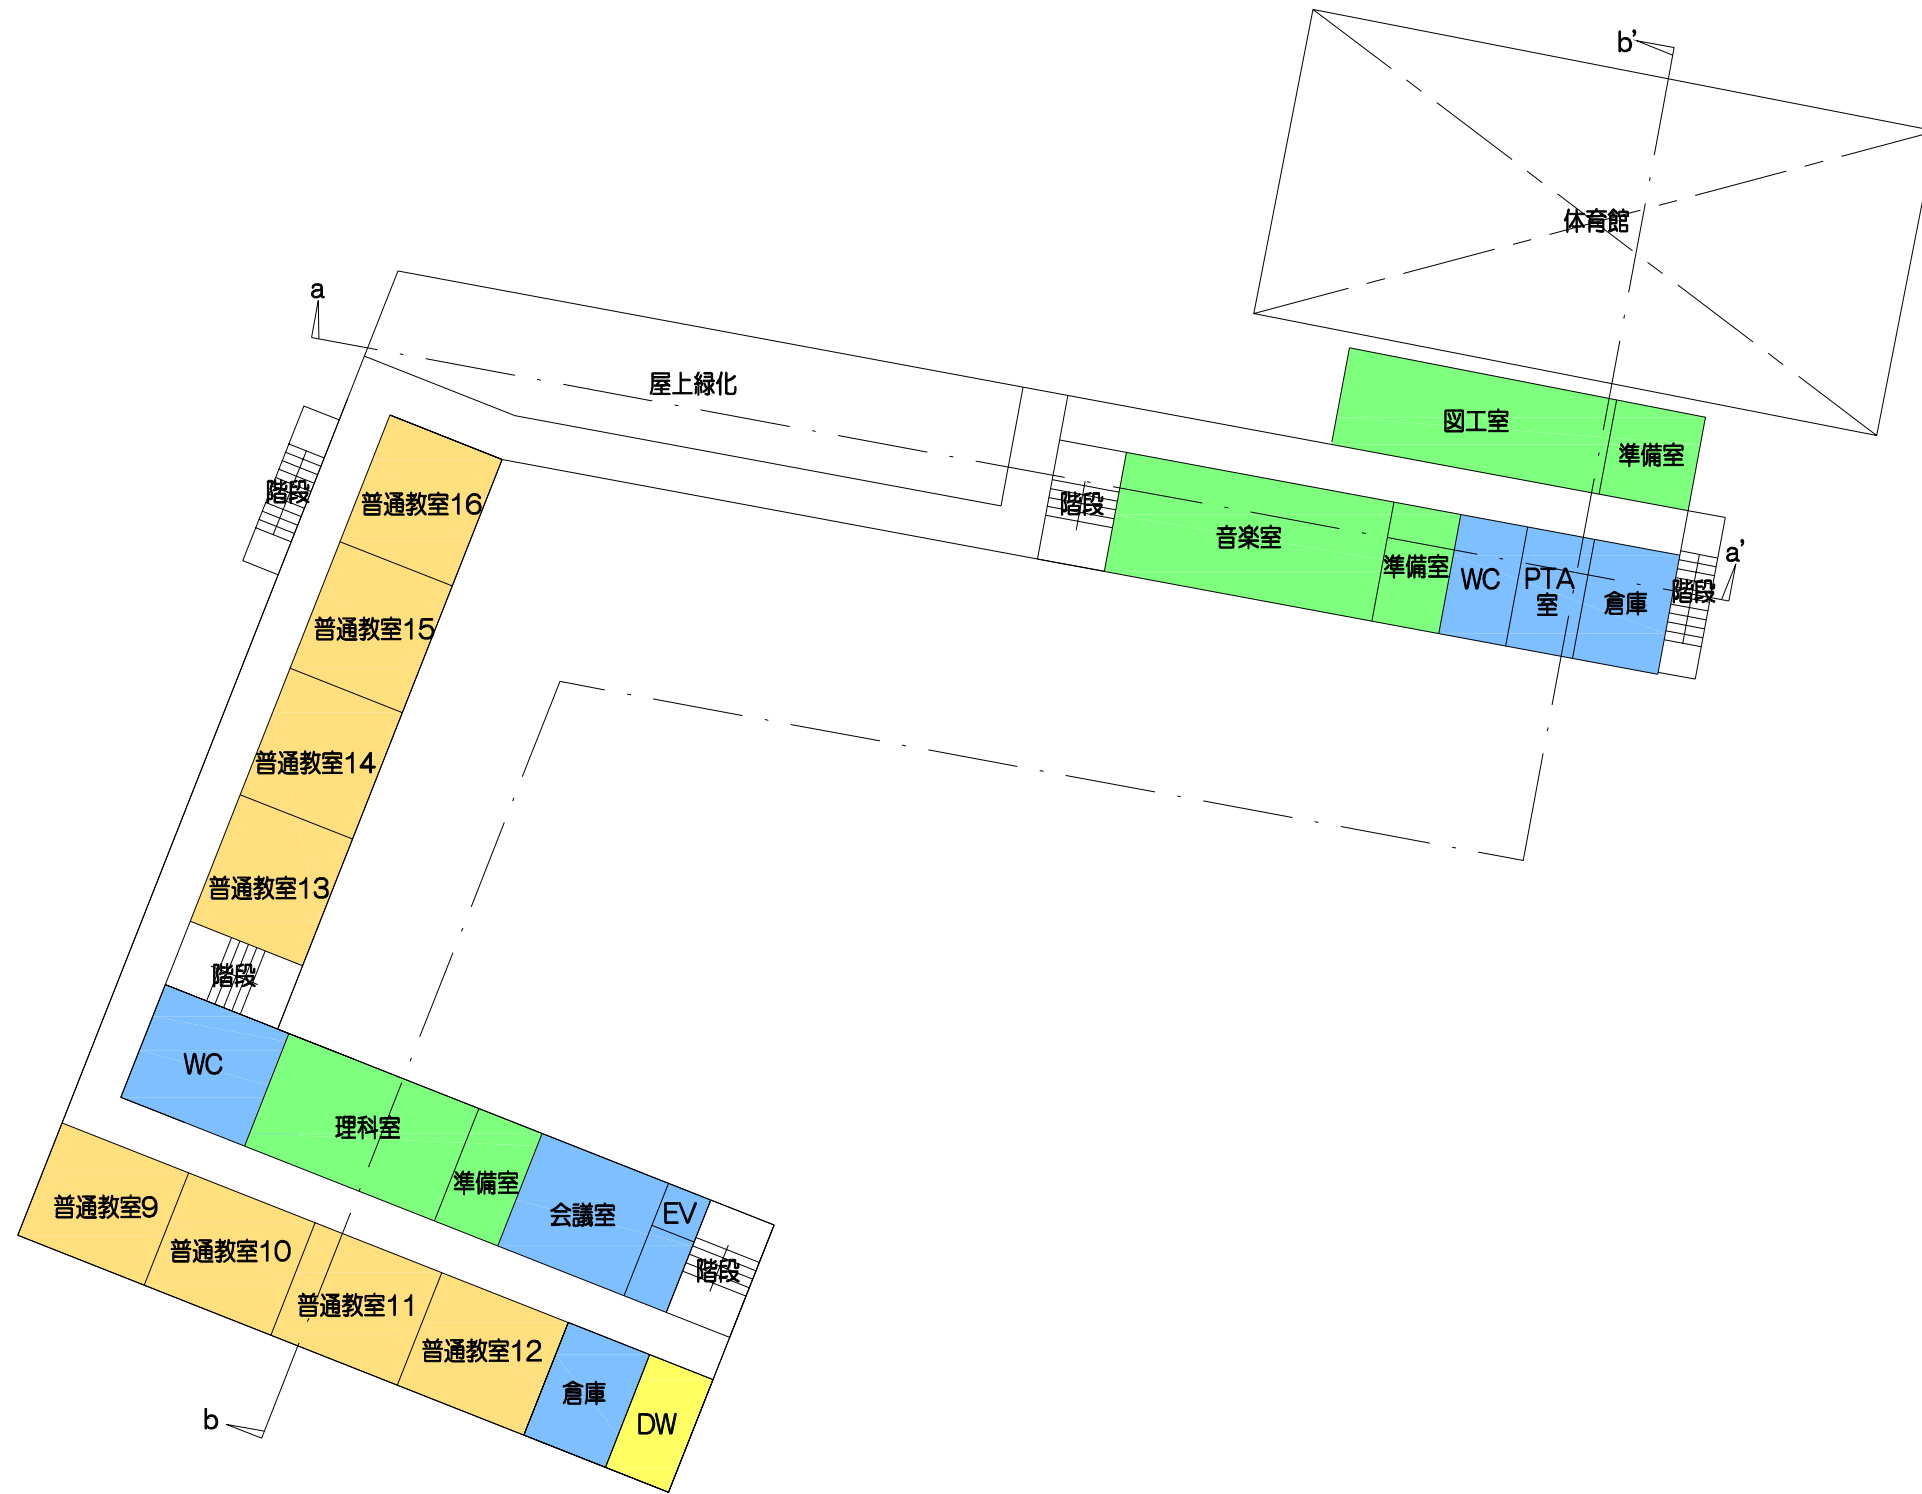 b’
体育館
a
屋上緑化
図工室
準備室
階段
普通教室16
階段
音楽室
準備室
WC
PTA
室
倉庫
a’
階段
普通教室15
普通教室14
普通教室13
階段
WC
理科室
準備室
会議室
EV
階段
普通教室9
普通教室10
普通教室11
普通教室12
倉庫
DW
b